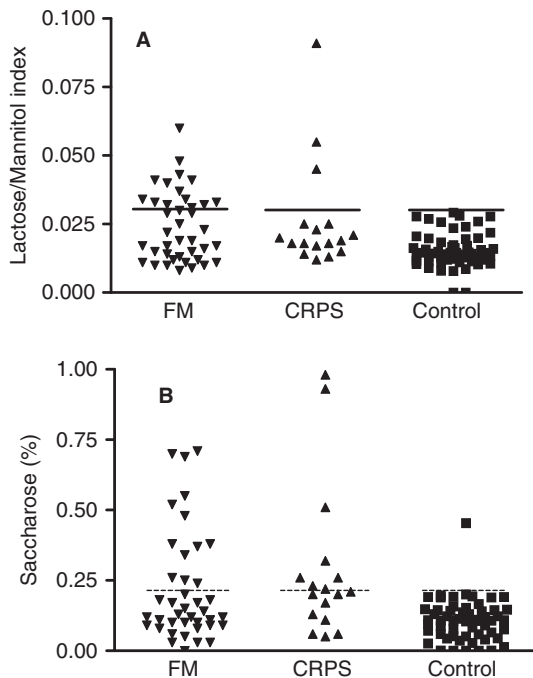 0.100
A
0.075
0.050
0.025
0.000
Lactose/Mannitol index
FM CRPS Control
1.00
B
0.75
0.50
0.25
0.00
Saccharose (%)
FM CRPS Control